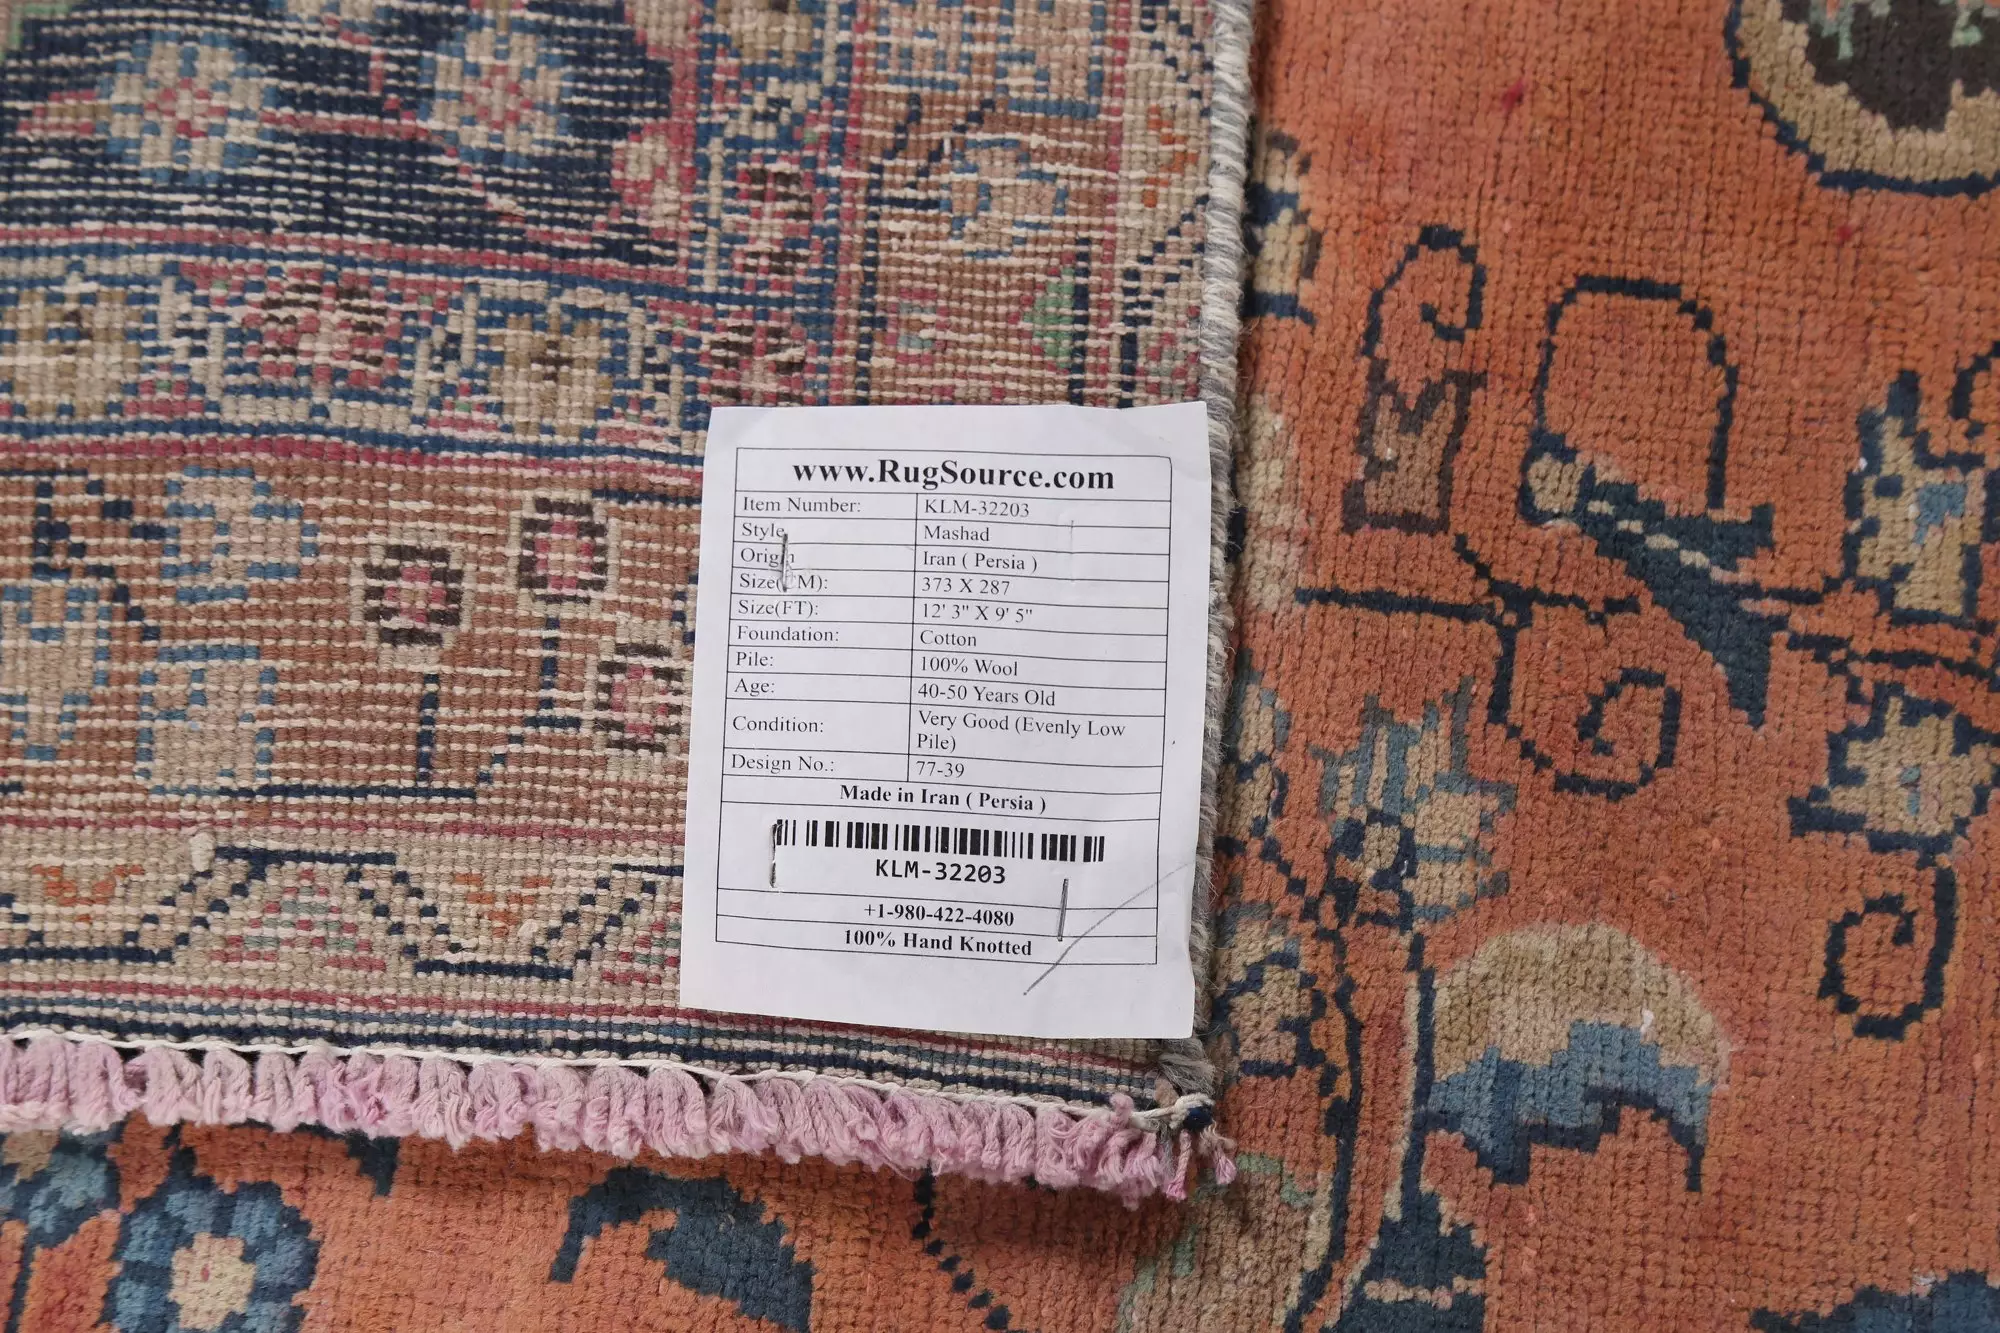 www.RugSource.com
Item Number: KLM-32203
Style Mashad
Origin Iran ( Persia )
Size(CM): 373 X 287
Size(FT): 12' 3" X 9' 5"
Foundation: Cotton
Pile: 100% Wool
Age: 40-50 Years Old
Condition: Very Good (Evenly Low
Pile)
Design No.: 77-39
Made in Iran ( Persia )
KLM-32203
+1-980-422-4080
100% Hand Knotted